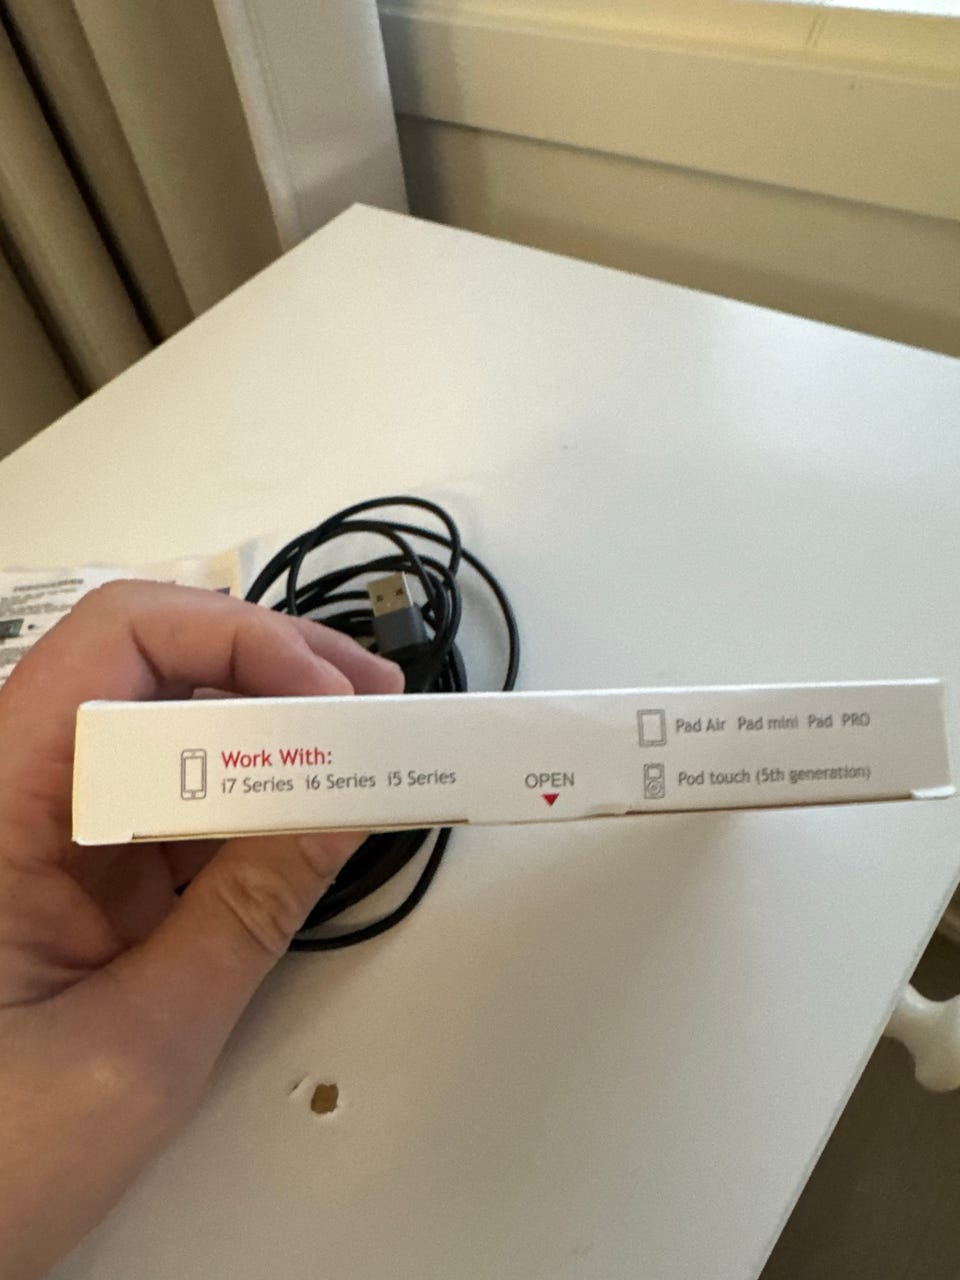 Work With:
i7 Series i6 Series i5 Series
OPEN
Pad Air Pad mini Pad PRO
Pod touch (5th generation)